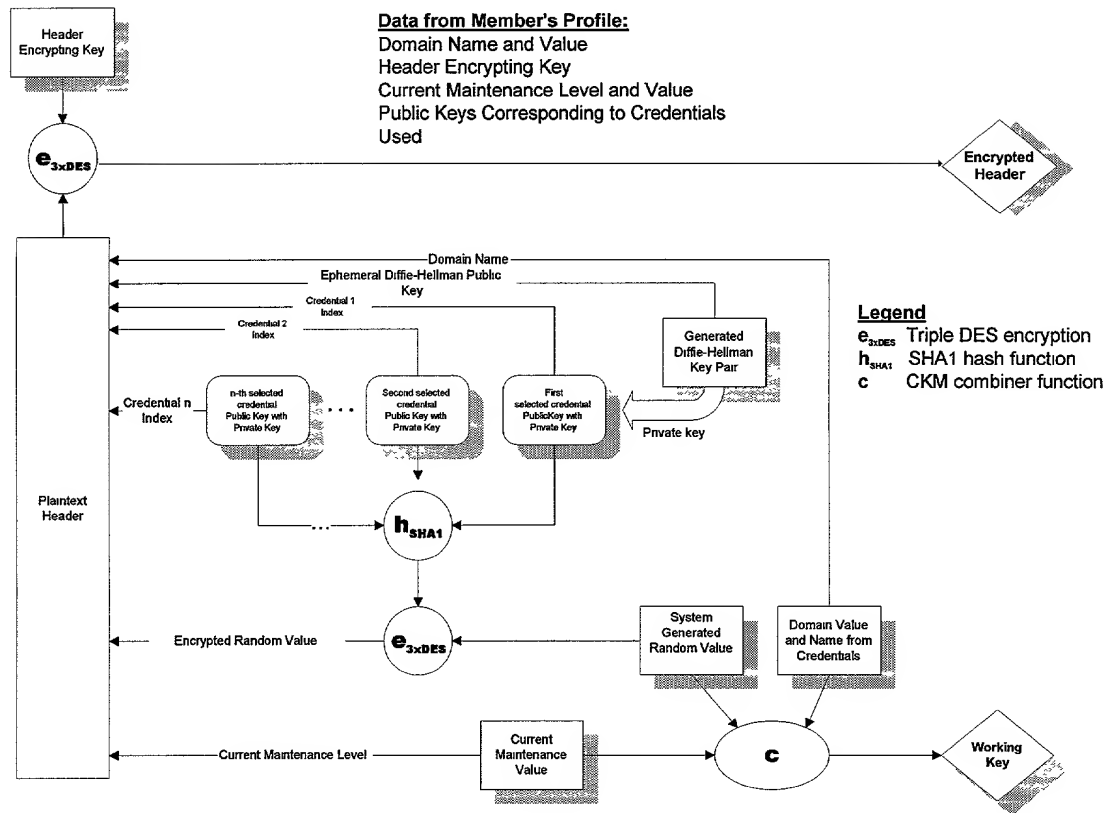 Header
Encrypting Key
Data from Member's Profile:
Domain Name and Value
Header Encrypting Key
Current Maintenance Level and Value
Public Keys Corresponding to Credentials
Used
e3xDES
Encrypted
Header
Domain Name
Ephemeral Diffie-Hellman Public
Key
Credential 1
Index
Credential 2
Index
Generated
Diffie-Hellman
Key Pair
Legend
e3xDES Triple DES encryption
hSHA1 SHA1 hash function
c CKM combiner function
Credential n
Index
n-th selected
credential
Public Key with
Private Key
...
Second selected
credential
Public Key with
Private Key
First
selected credential
PublicKey with
Private Key
Private key
Plaintext
Header
...
hSHA1
Encrypted Random Value
e3xDES
System
Generated
Random Value
Domain Value
and Name from
Credentials
Current Maintenance Level
Current
Maintenance
Value
c
Working
Key